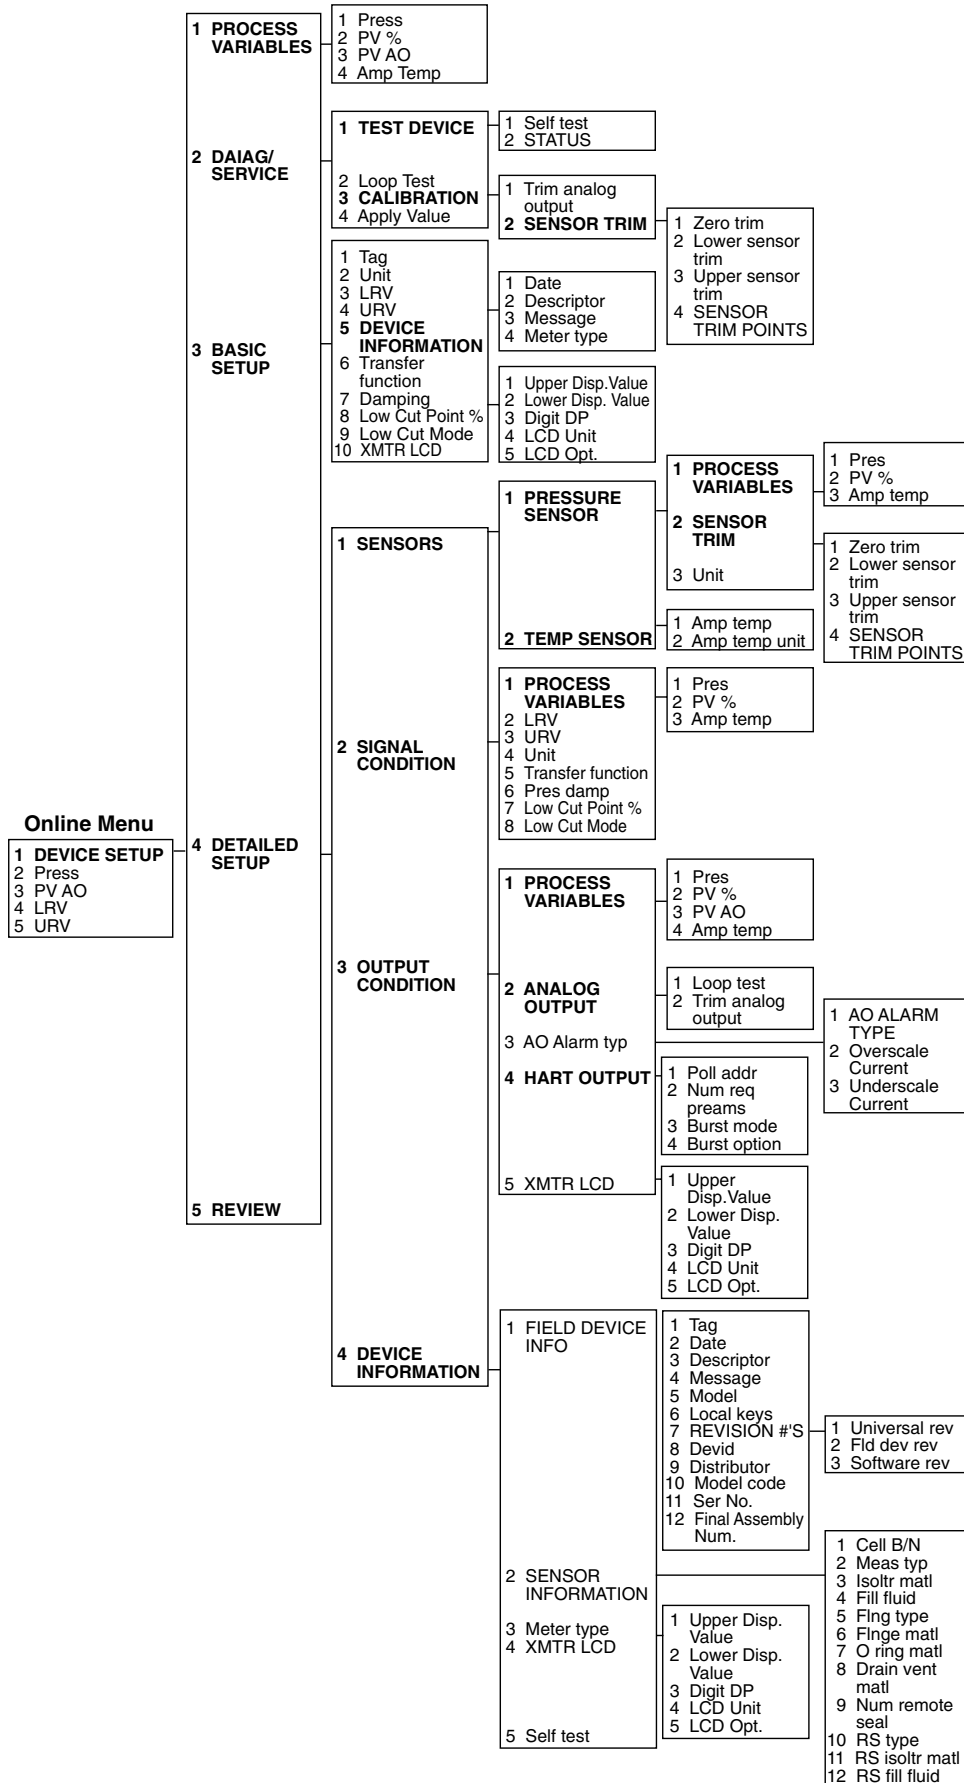 Online Menu
1 DEVICE SETUP
2 Press
3 PV AO
4 LRV
5 URV
1 PROCESS
VARIABLES
2 DAIAG/
SERVICE
3 BASIC
SETUP
4 DETAILED
SETUP
5 REVIEW
1 Press
2 PV %
3 PV AO
4 Amp Temp
1 TEST DEVICE
2 Loop Test
3 CALIBRATION
4 Apply Value
1 Self test
2 STATUS
1 Trim analog
output
2 SENSOR TRIM
1 Zero trim
2 Lower sensor
trim
3 Upper sensor
trim
4 SENSOR
TRIM POINTS
1 Tag
2 Unit
3 LRV
4 URV
5 DEVICE
INFORMATION
6 Transfer
function
7 Damping
8 Low Cut Point %
9 Low Cut Mode
10 XMTR LCD
1 Date
2 Descriptor
3 Message
4 Meter type
1 Upper Disp.Value
2 Lower Disp. Value
3 Digit DP
4 LCD Unit
5 LCD Opt.
1 SENSORS
2 SIGNAL
CONDITION
3 OUTPUT
CONDITION
4 DEVICE
INFORMATION
1 PRESSURE
SENSOR
2 TEMP SENSOR
1 PROCESS
VARIABLES
2 SENSOR
TRIM
3 Unit
1 Pres
2 PV %
3 Amp temp
1 Zero trim
2 Lower sensor
trim
3 Upper sensor
trim
4 SENSOR
TRIM POINTS
1 Amp temp
2 Amp temp unit
1 PROCESS
VARIABLES
2 LRV
3 URV
4 Unit
5 Transfer function
6 Pres damp
7 Low Cut Point %
8 Low Cut Mode
1 Pres
2 PV %
3 Amp temp
1 PROCESS
VARIABLES
2 ANALOG
OUTPUT
3 AO Alarm typ
4 HART OUTPUT
5 XMTR LCD
1 Pres
2 PV %
3 PV AO
4 Amp temp
1 Loop test
2 Trim analog
output
1 AO ALARM
TYPE
2 Overscale
Current
3 Underscale
Current
1 Poll addr
2 Num req
preams
3 Burst mode
4 Burst option
1 Upper
Disp.Value
2 Lower Disp.
Value
3 Digit DP
4 LCD Unit
5 LCD Opt.
1 FIELD DEVICE
INFO
2 SENSOR
INFORMATION
3 Meter type
4 XMTR LCD
5 Self test
1 Tag
2 Date
3 Descriptor
4 Message
5 Model
6 Local keys
7 REVISION #'S
8 Devid
9 Distributor
10 Model code
11 Ser No.
12 Final Assembly
Num.
1 Universal rev
2 Fld dev rev
3 Software rev
1 Cell B/N
2 Meas typ
3 Isoltr matl
4 Fill fluid
5 Flng type
6 Flnge matl
7 O ring matl
8 Drain vent
matl
9 Num remote
seal
10 RS type
11 RS isoltr matl
12 RS fill fluid
1 Upper Disp.
Value
2 Lower Disp.
Value
3 Digit DP
4 LCD Unit
5 LCD Opt.